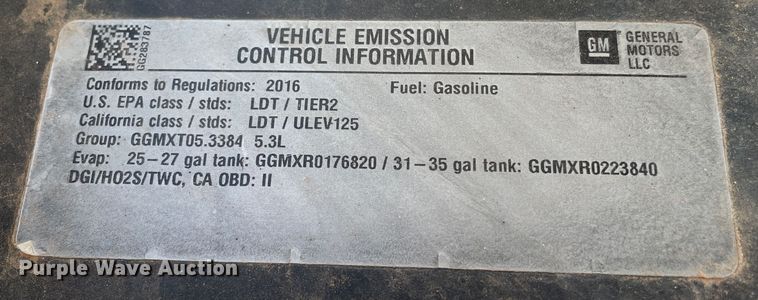 VEHICLE EMISSION
CONTROL INFORMATION
GG283787
GM
GENERAL
MOTORS
LLC
Conforms to Regulations: 2016 Fuel: Gasoline
U.S. EPA class / stds: LDT / TIER2
California class / stds: LDT / ULEV125
Group: GGMXT05.3384 5.3L
Evap: 25-27 gal tank: GGMXR0176820 / 31-35 gal tank: GGMXR0223840
DGI/HO2S/TWC, CA OBD: II
Purple Wave Auction